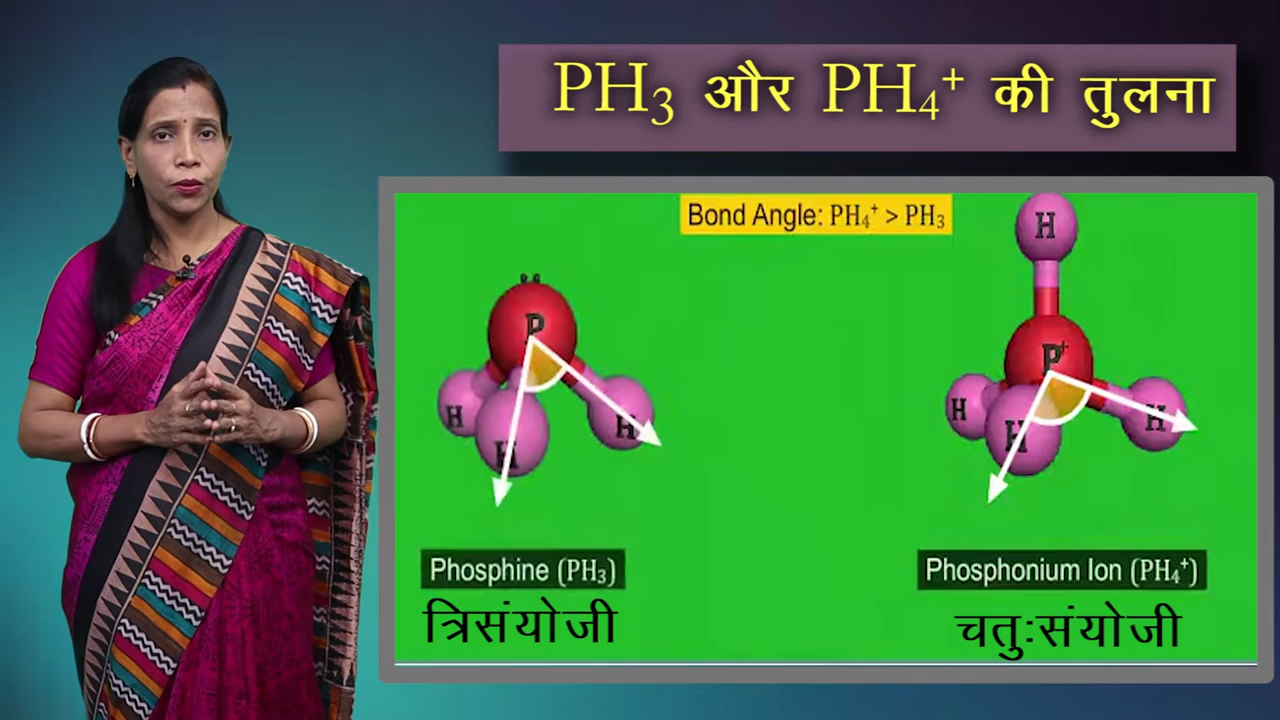 PH₃ और PH₄⁺ की तुलना
Bond Angle: PH₄⁺ > PH₃
H
P
H
H
H
P⁺
H
H
H
Phosphine (PH₃)
Phosphonium Ion (PH₄⁺)
त्रिसंयोजी
चतुःसंयोजी